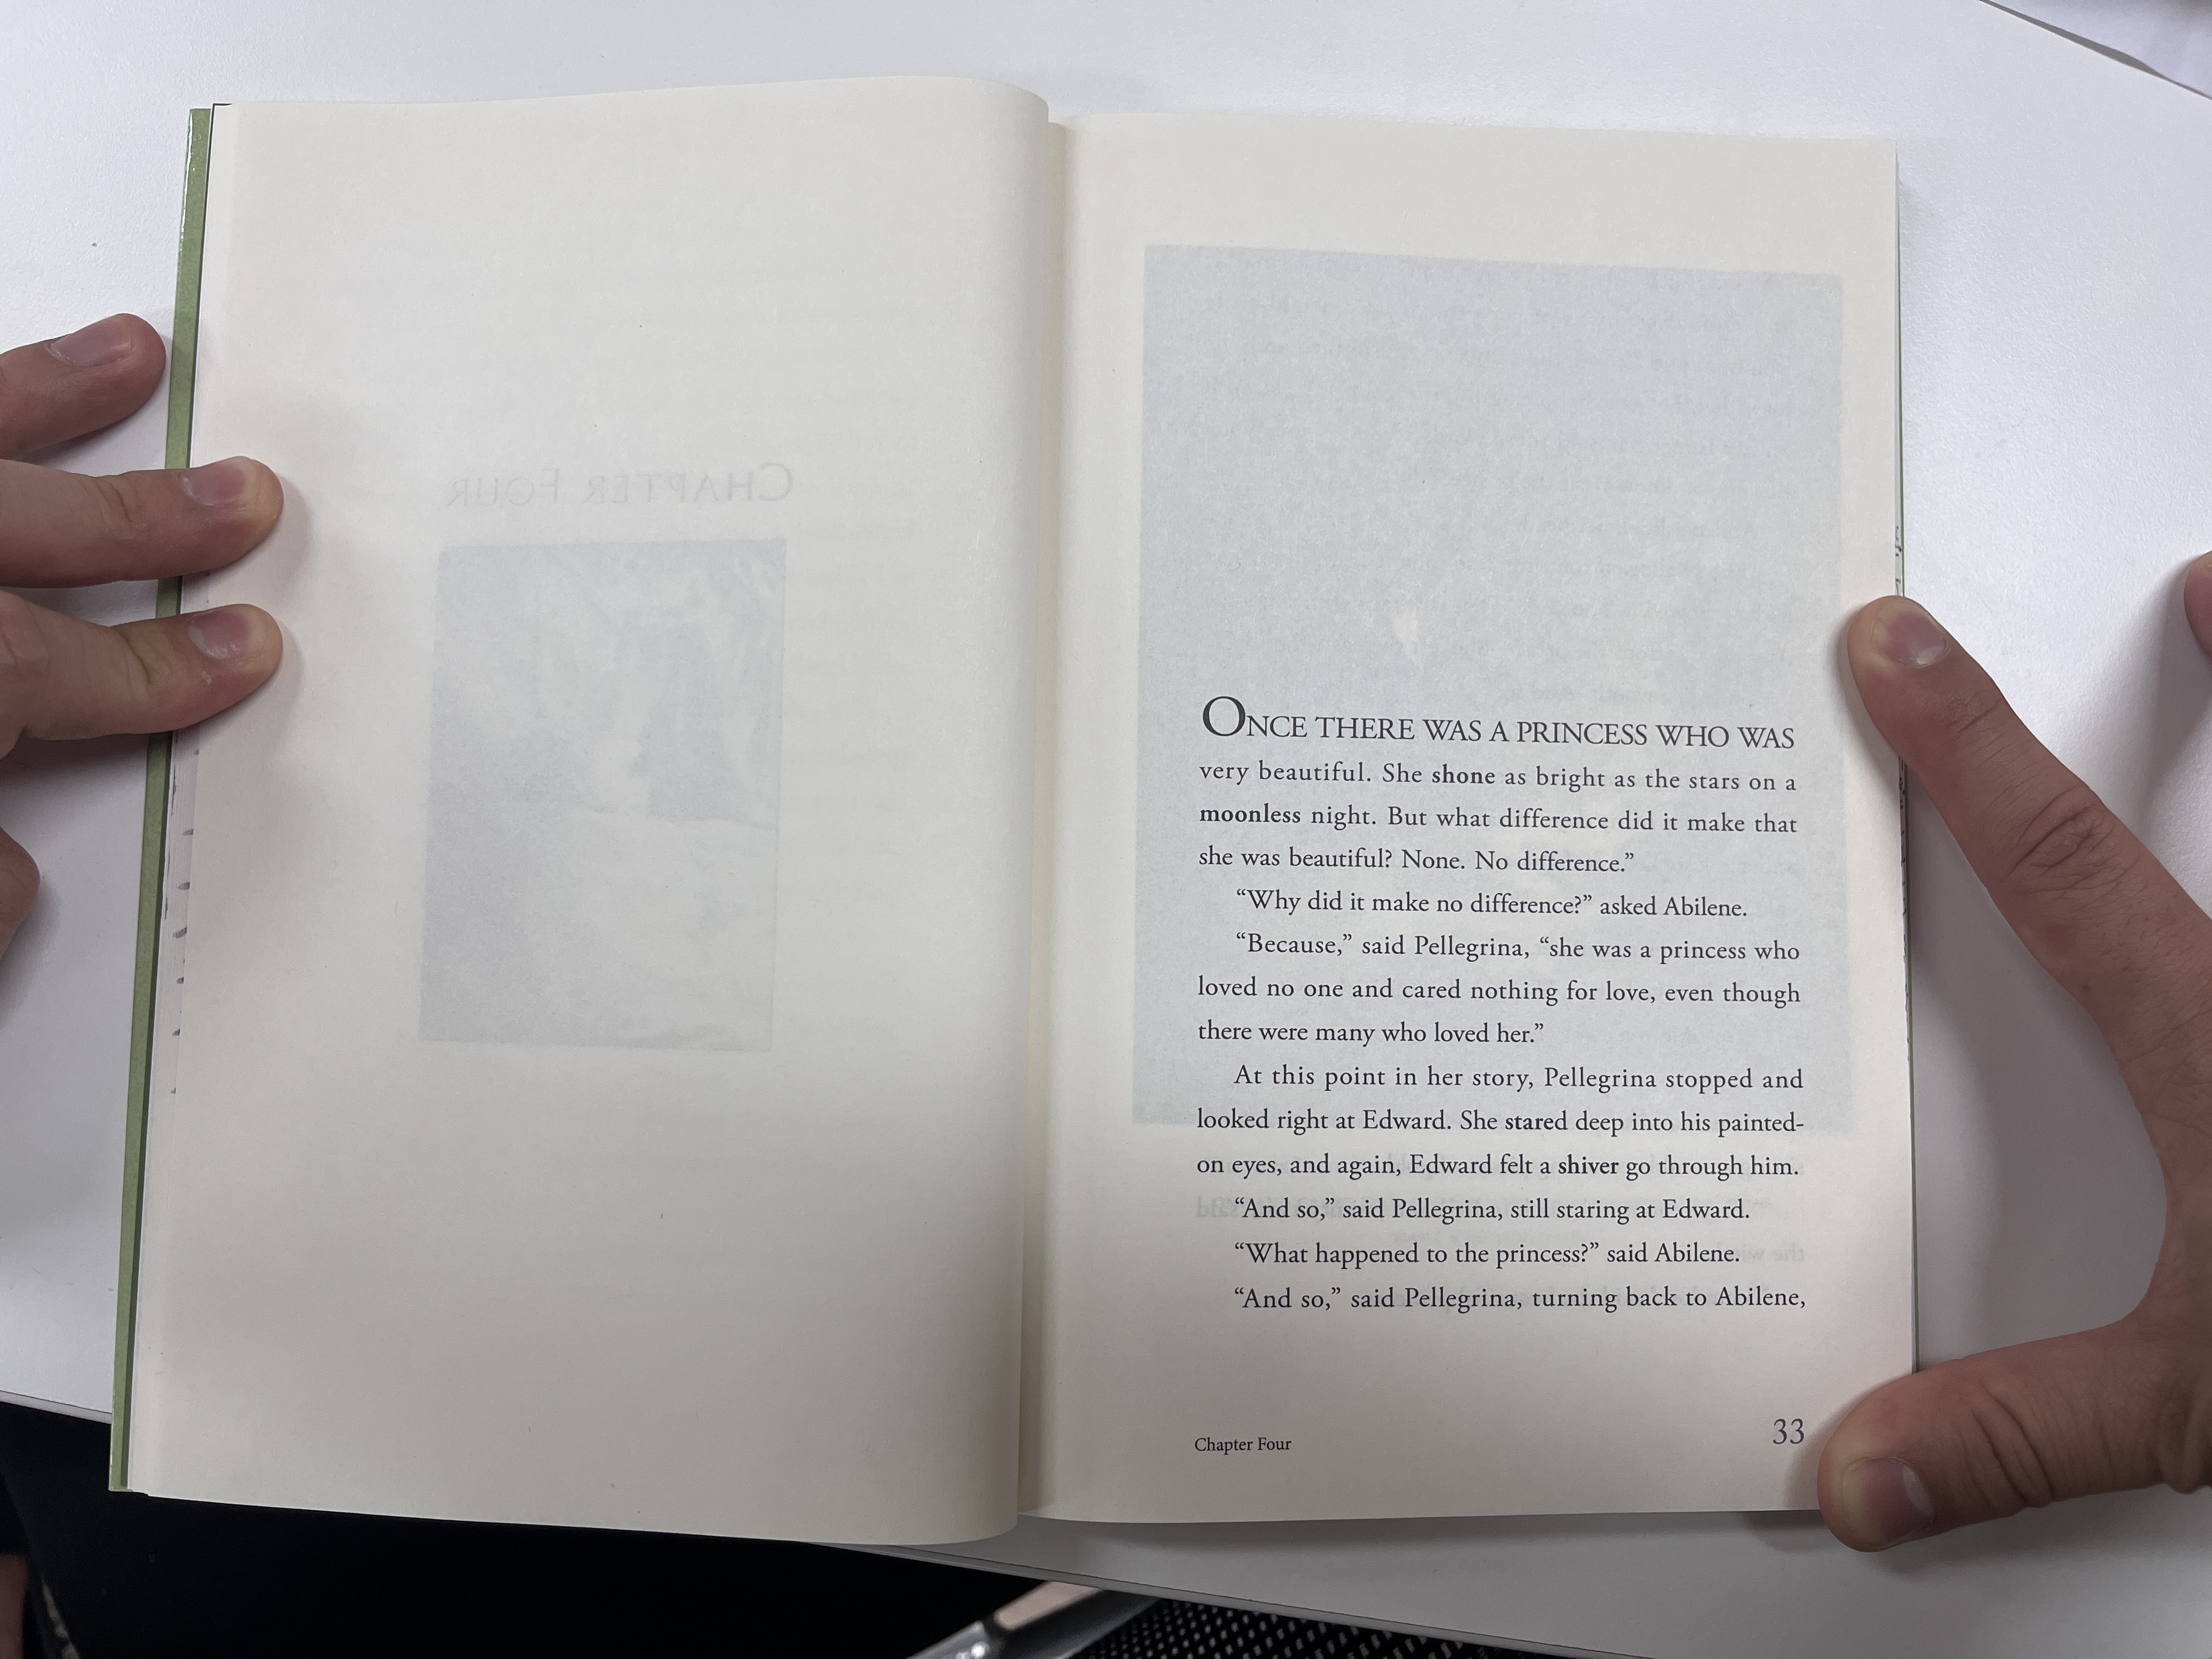 CHAPTER FOUR
ONCE THERE WAS A PRINCESS WHO WAS
very beautiful. She shone as bright as the stars on a
moonless night. But what difference did it make that
she was beautiful? None. No difference.”
“Why did it make no difference?” asked Abilene.
“Because,” said Pellegrina, “she was a princess who
loved no one and cared nothing for love, even though
there were many who loved her.”
At this point in her story, Pellegrina stopped and
looked right at Edward. She stared deep into his painted-
on eyes, and again, Edward felt a shiver go through him.
“And so,” said Pellegrina, still staring at Edward.
“What happened to the princess?” said Abilene.
“And so,” said Pellegrina, turning back to Abilene,
Chapter Four
33